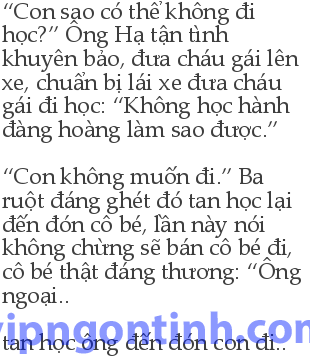 “Con sao có thể không đi
học?” Ông Hạ tận tình
khuyên bảo, đưa cháu gái lên
xe, chuẩn bị lái xe đưa cháu
gái đi học: “Không học hành
đàng hoàng làm sao được.”
“Con không muốn đi.” Ba
ruột đáng ghét đó tan học lại
đến đón cô bé, lần này nói
không chừng sẽ bán cô bé đi,
cô bé thật đáng thương: “Ông
ngoại..
vipngontinh.com
tan học ông đến đón con đi..